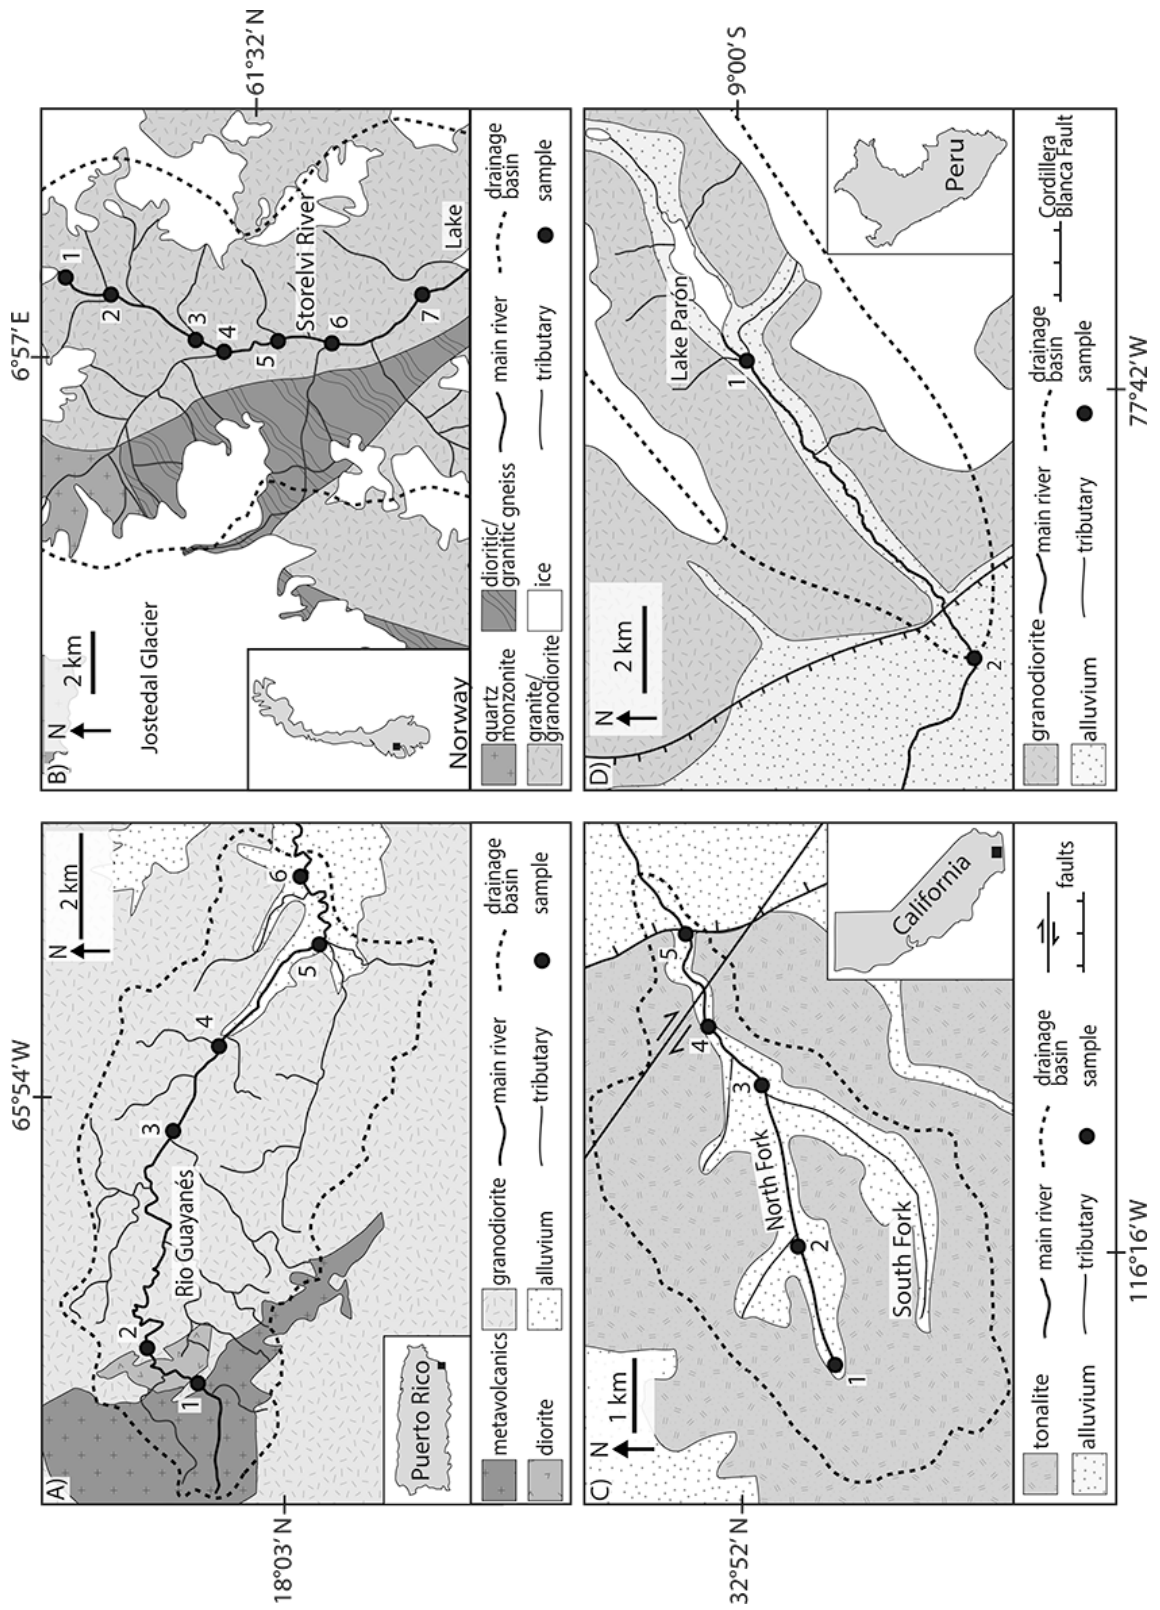 A)
65°54'W
18°03'N
N
2 km
1
2
3
4
5
6
Rio Guayanés
Puerto Rico
metavolcanics
diorite
granodiorite
alluvium
main river
tributary
drainage
basin
sample
B)
6°57'E
61°32'N
N
2 km
Jostedal Glacier
1
2
3
4
5
6
7
Storelvi River
Lake
Norway
quartz
monzonite
granite/
granodiorite
dioritic/
granitic gneiss
ice
main river
tributary
drainage
basin
sample
C)
32°52'N
116°16'W
N
1 km
1
2
3
4
5
North Fork
South Fork
California
tonalite
alluvium
main river
tributary
drainage
basin
sample
faults
D)
9°00'S
77°42'W
N
2 km
Lake Parón
1
2
Peru
granodiorite
alluvium
main river
tributary
drainage
basin
sample
Cordillera
Blanca Fault